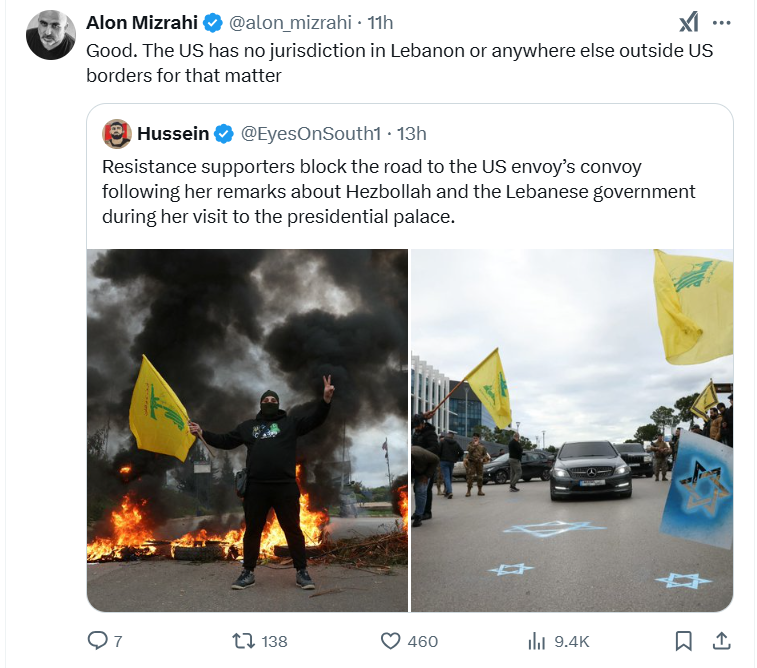 Alon Mizrahi @alon_mizrahi · 11h
Good. The US has no jurisdiction in Lebanon or anywhere else outside US
borders for that matter
Hussein @EyesOnSouth1 · 13h
Resistance supporters block the road to the US envoy’s convoy
following her remarks about Hezbollah and the Lebanese government
during her visit to the presidential palace.
7 138 460 9.4K